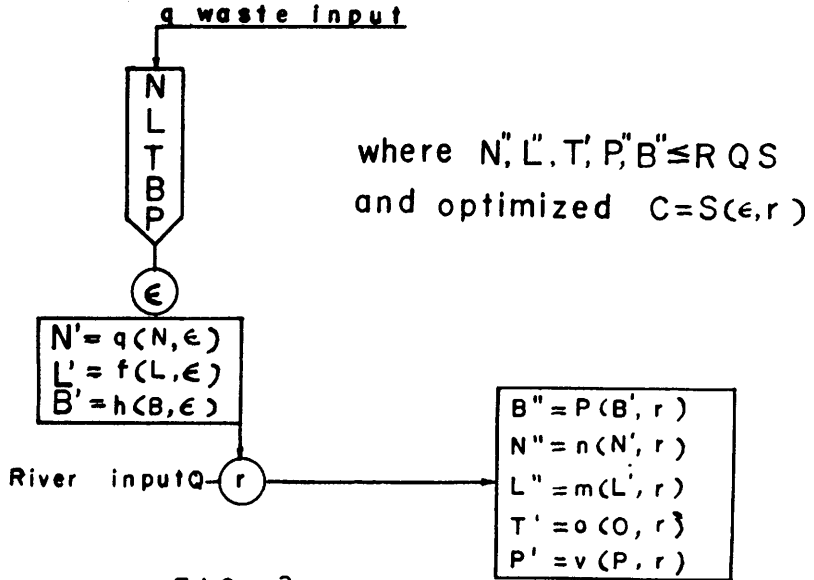 q waste input
N
L
T
B
P
where N'', L'', T', P'', B'' ≤ R Q S
and optimized C=S(ϵ, r)
ϵ
N' = q(N, ϵ)
L' = f(L, ϵ)
B' = h(B, ϵ)
River input Q
r
B'' = P(B', r)
N'' = n(N', r)
L'' = m(L', r)
T' = o(O, r)
P' = v(P, r)